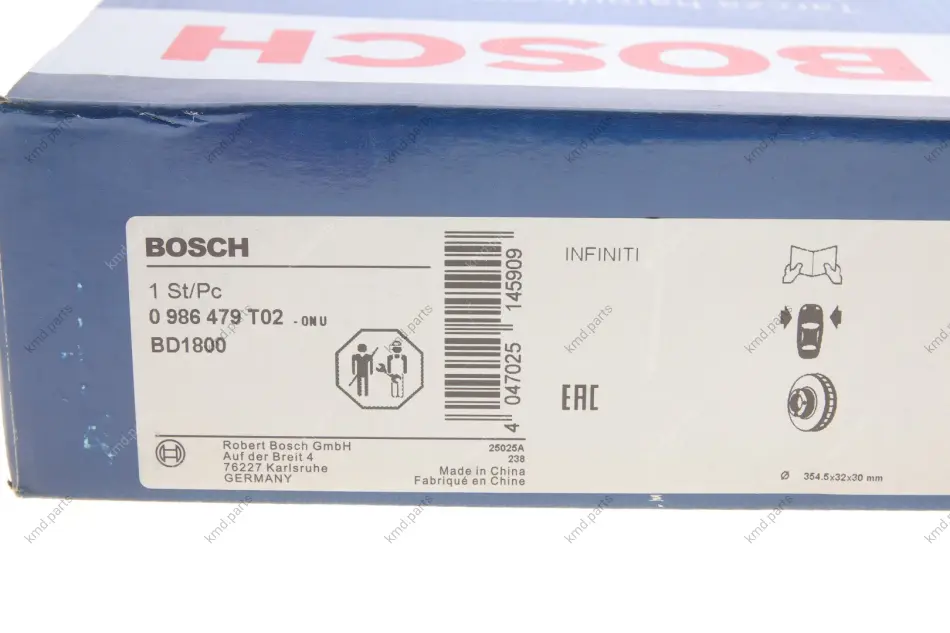 BOSCH
BOSCH
1 St/Pc
0 986 479 T02 - 0NU
BD1800
4 047025 145909
INFINITI
EAC
Robert Bosch GmbH
Auf der Breit 4
76227 Karlsruhe
GERMANY
25025A
238
Made in China
Fabriqué en Chine
Ø 354.5x32x30 mm
kmd.parts